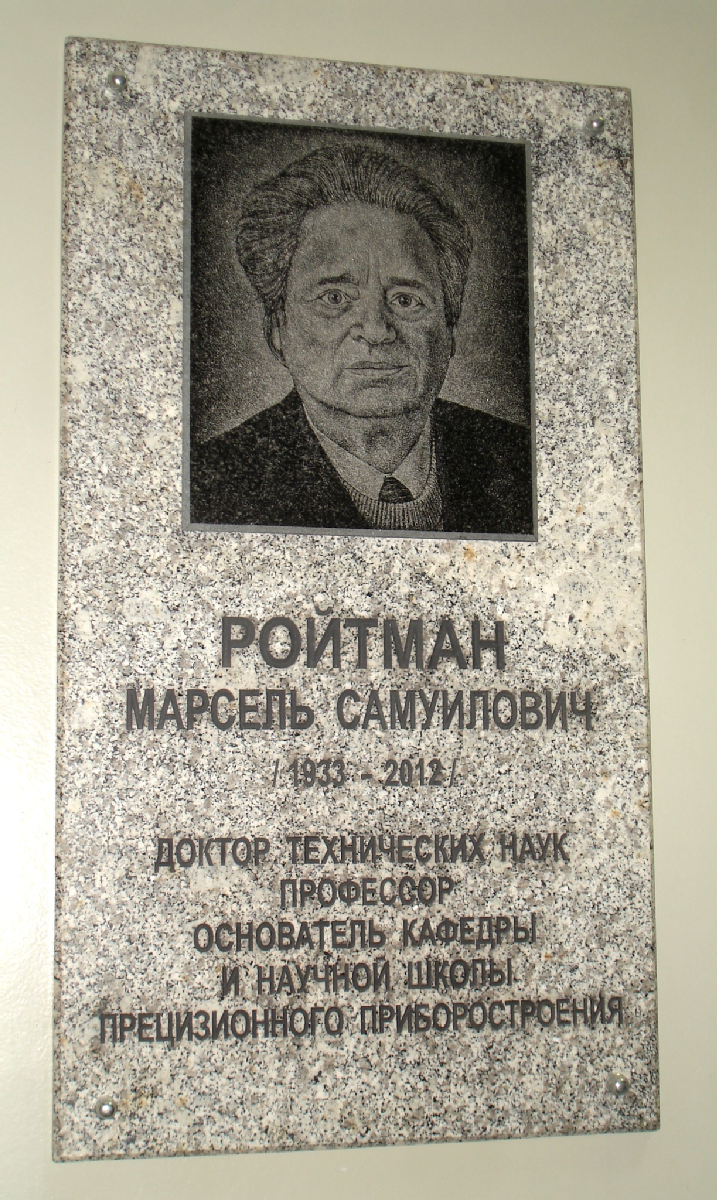 РОЙТМАН
МАРСЕЛЬ САМУИЛОВИЧ
/ 1933 - 2012 /
ДОКТОР ТЕХНИЧЕСКИХ НАУК
ПРОФЕССОР
ОСНОВАТЕЛЬ КАФЕДРЫ
И НАУЧНОЙ ШКОЛЫ
ПРЕЦИЗИОННОГО ПРИБОРОСТРОЕНИЯ